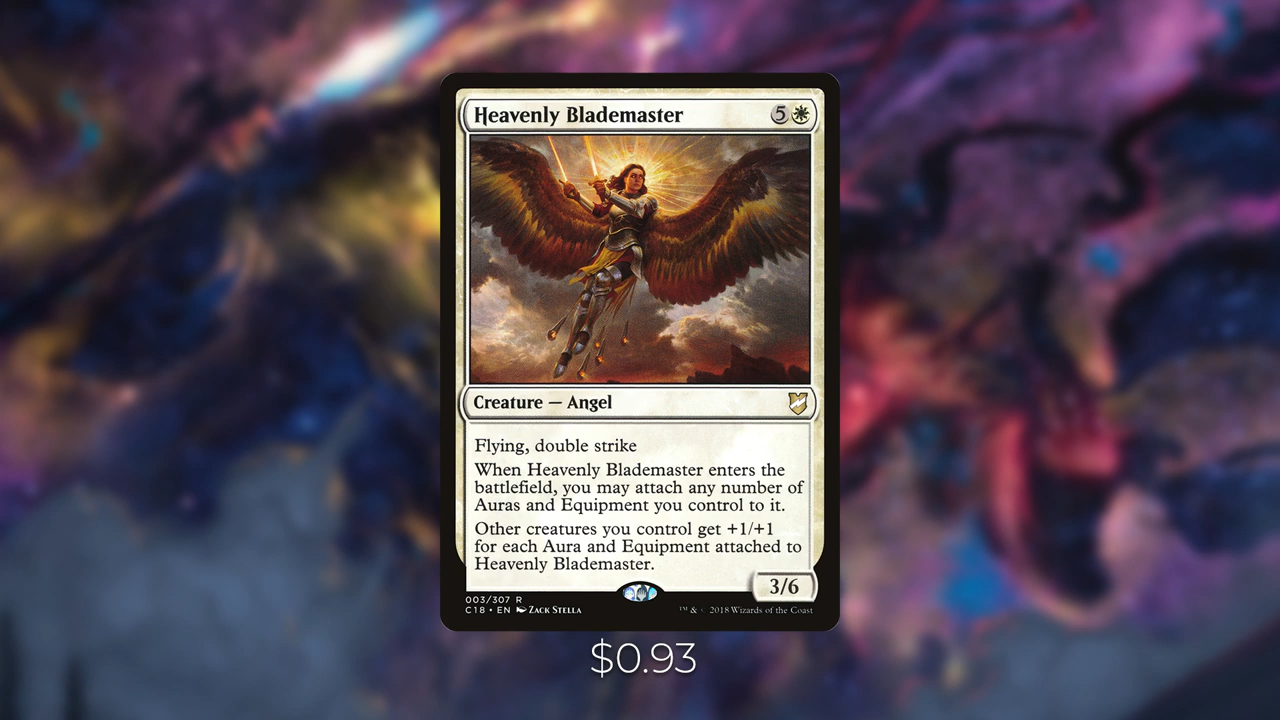 Heavenly Blademaster 5
Creature — Angel
Flying, double strike
When Heavenly Blademaster enters the
battlefield, you may attach any number of
Auras and Equipment you control to it.
Other creatures you control get +1/+1
for each Aura and Equipment attached to
Heavenly Blademaster.
3/6
003/307 R
C18 • EN Zack Stella
™ & © 2018 Wizards of the Coast
$0.93